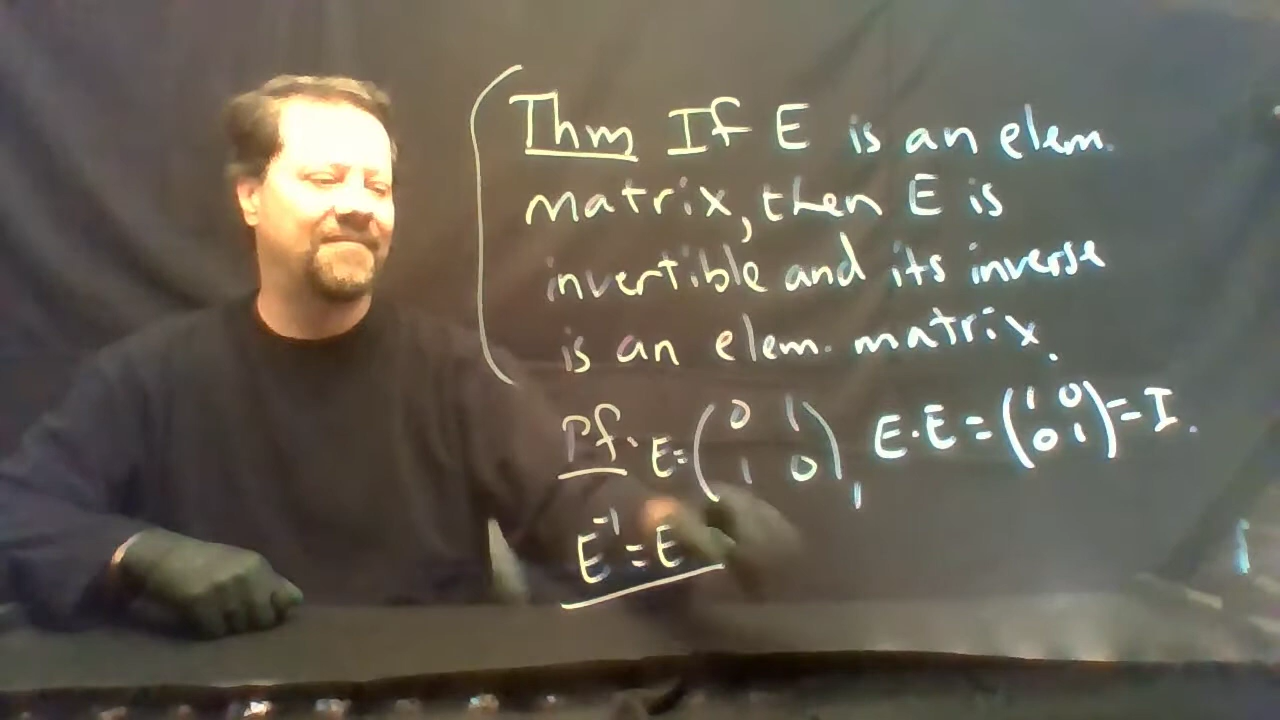 Thm If E is an elem.
matrix, then E is
invertible and its inverse
is an elem. matrix.
Pf. E = (0 1 1 0), E·E = (1 0 0 1) = I.
E⁻¹ = E